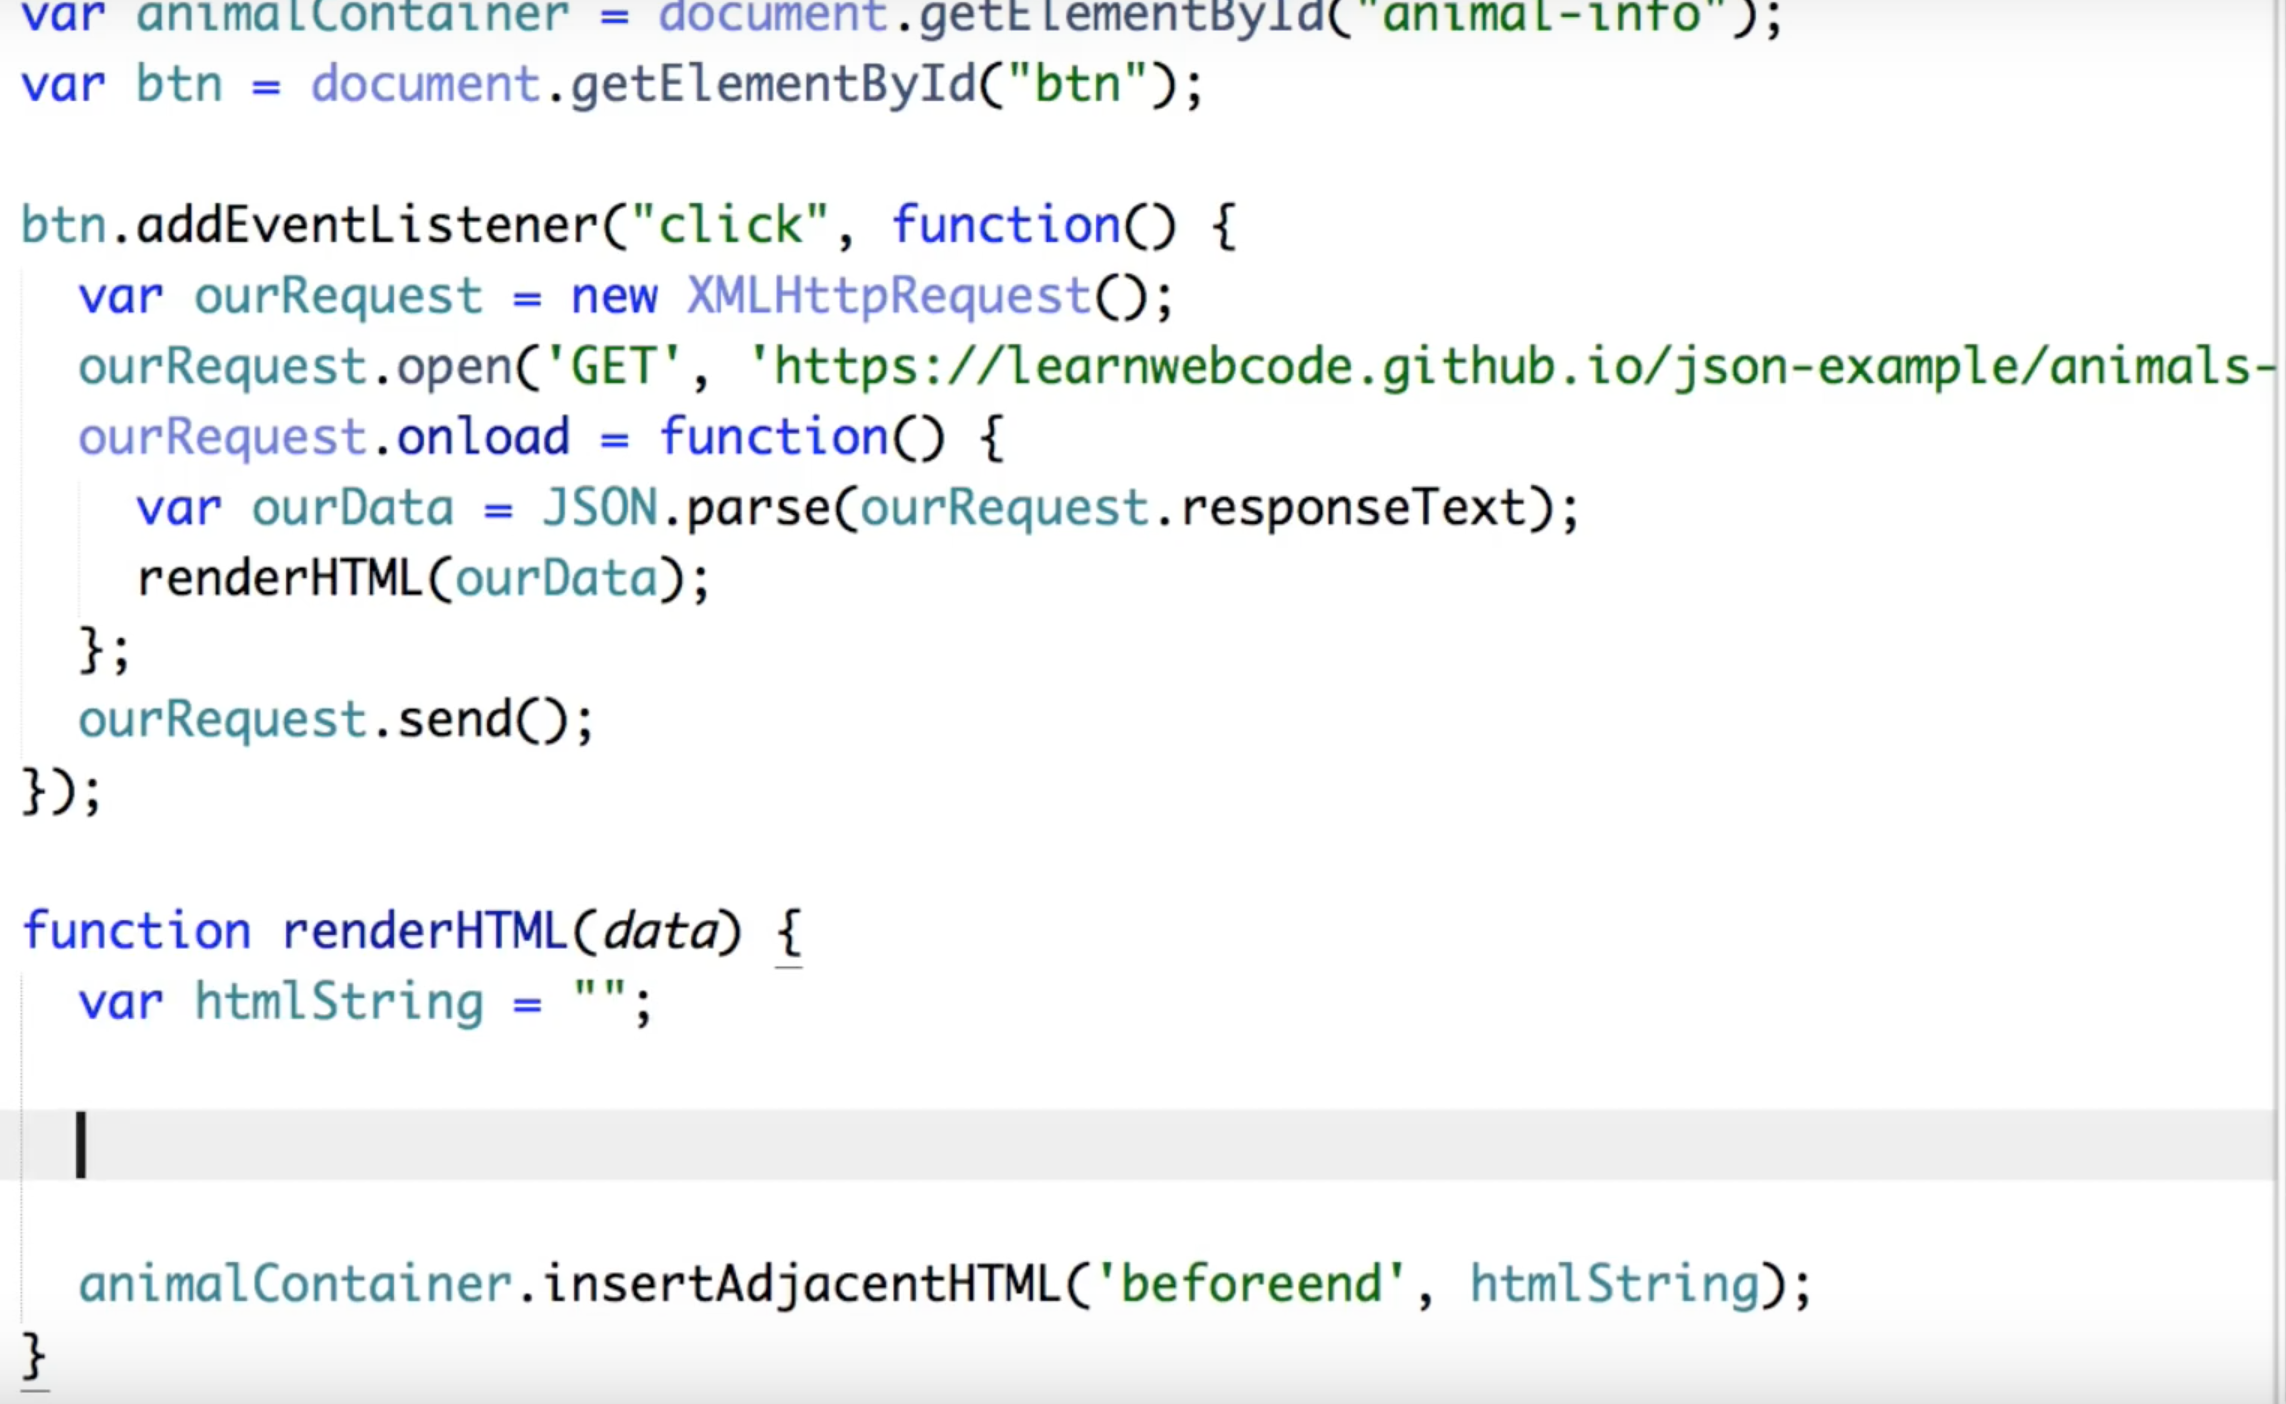 var animalContainer = document.getElementById("animal-info");
var btn = document.getElementById("btn");
btn.addEventListener("click", function() {
var ourRequest = new XMLHttpRequest();
ourRequest.open('GET', 'https://learnwebcode.github.io/json-example/animals-
ourRequest.onload = function() {
var ourData = JSON.parse(ourRequest.responseText);
renderHTML(ourData);
};
ourRequest.send();
});
function renderHTML(data) {
var htmlString = "";
animalContainer.insertAdjacentHTML('beforeend', htmlString);
}